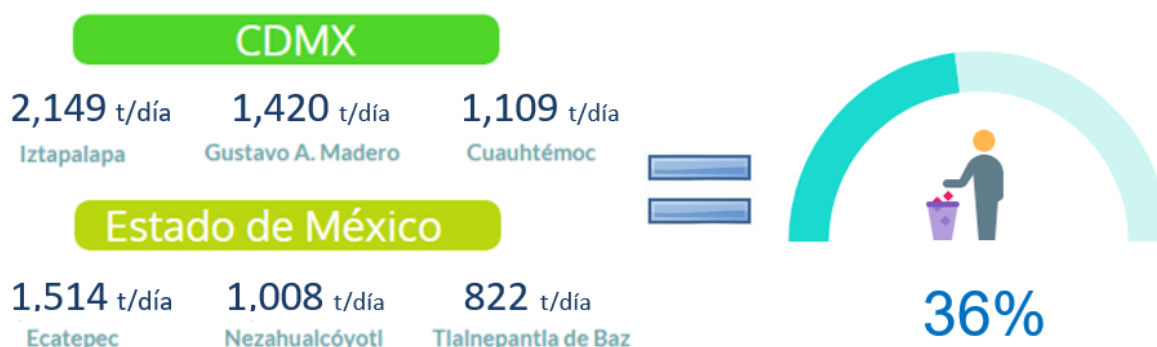 CDMX
2,149 t/día 1,420 t/día 1,109 t/día
Iztapalapa Gustavo A. Madero Cuauhtémoc
Estado de México
1,514 t/día 1,008 t/día 822 t/día
Ecatepec Nezahualcóyotl Tlalnepantla de Baz
36%